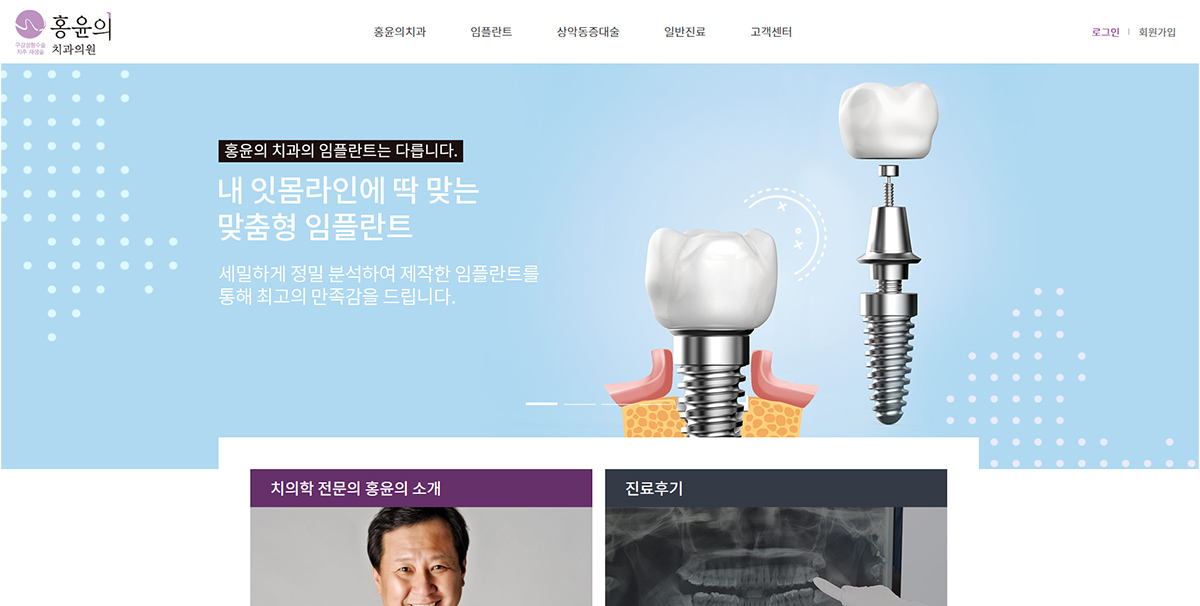 홍윤의
치과의원
구강성형수술
치주 재생술
홍윤의치과
임플란트
상악동증대술
일반진료
고객센터
로그인
회원가입
홍윤의 치과의 임플란트는 다릅니다.
내 잇몸라인에 딱 맞는
맞춤형 임플란트
세밀하게 정밀 분석하여 제작한 임플란트를
통해 최고의 만족감을 드립니다.
치의학 전문의 홍윤의 소개
진료후기